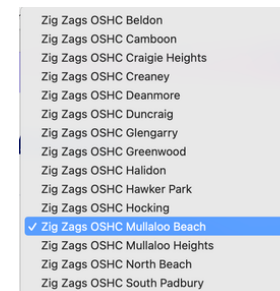 Zig Zags OSHC Beldon
Zig Zags OSHC Camboon
Zig Zags OSHC Craigie Heights
Zig Zags OSHC Creaney
Zig Zags OSHC Deanmore
Zig Zags OSHC Duncraig
Zig Zags OSHC Glengarry
Zig Zags OSHC Greenwood
Zig Zags OSHC Halidon
Zig Zags OSHC Hawker Park
Zig Zags OSHC Hocking
✓ Zig Zags OSHC Mullaloo Beach
Zig Zags OSHC Mullaloo Heights
Zig Zags OSHC North Beach
Zig Zags OSHC South Padbury